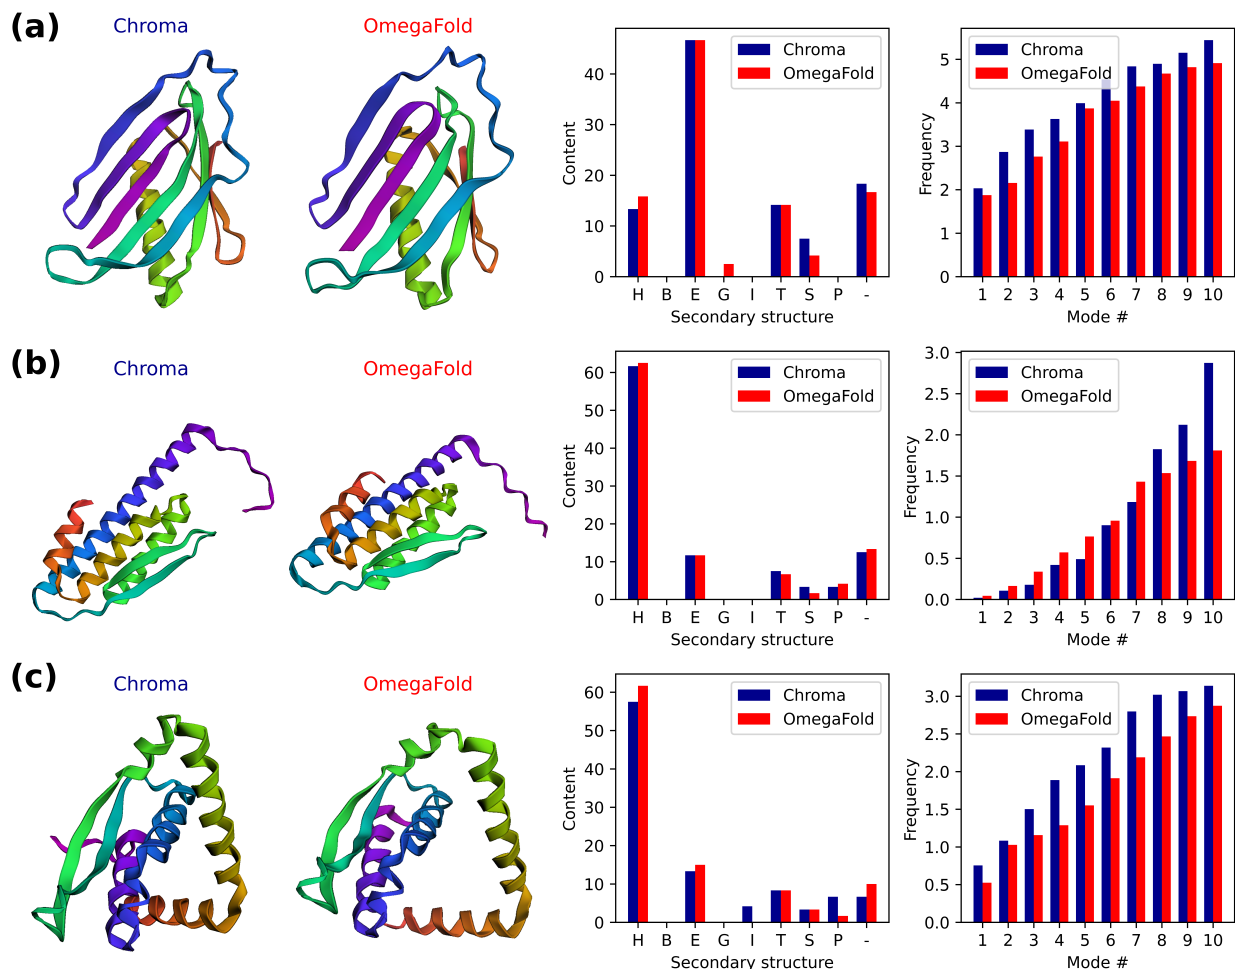 (a)
Chroma
OmegaFold
Content
40
30
20
10
0
Chroma
OmegaFold
H B E G I T S P -
Secondary structure
Frequency
5
4
3
2
1
0
Chroma
OmegaFold
1 2 3 4 5 6 7 8 9 10
Mode #
(b)
Chroma
OmegaFold
Content
60
50
40
30
20
10
0
Chroma
OmegaFold
H B E G I T S P -
Secondary structure
Frequency
3.0
2.5
2.0
1.5
1.0
0.5
0.0
Chroma
OmegaFold
1 2 3 4 5 6 7 8 9 10
Mode #
(c)
Chroma
OmegaFold
Content
60
50
40
30
20
10
0
Chroma
OmegaFold
H B E G I T S P -
Secondary structure
Frequency
3.0
2.5
2.0
1.5
1.0
0.5
0.0
Chroma
OmegaFold
1 2 3 4 5 6 7 8 9 10
Mode #